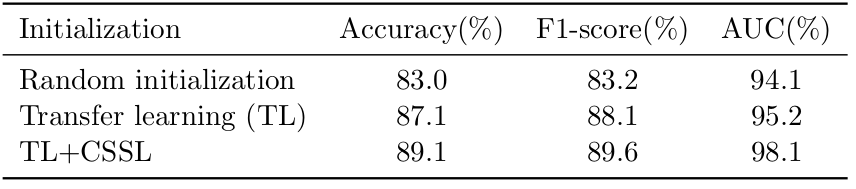 Initialization Accuracy(%) F1-score(%) AUC(%)
Random initialization 83.0 83.2 94.1
Transfer learning (TL) 87.1 88.1 95.2
TL+CSSL 89.1 89.6 98.1